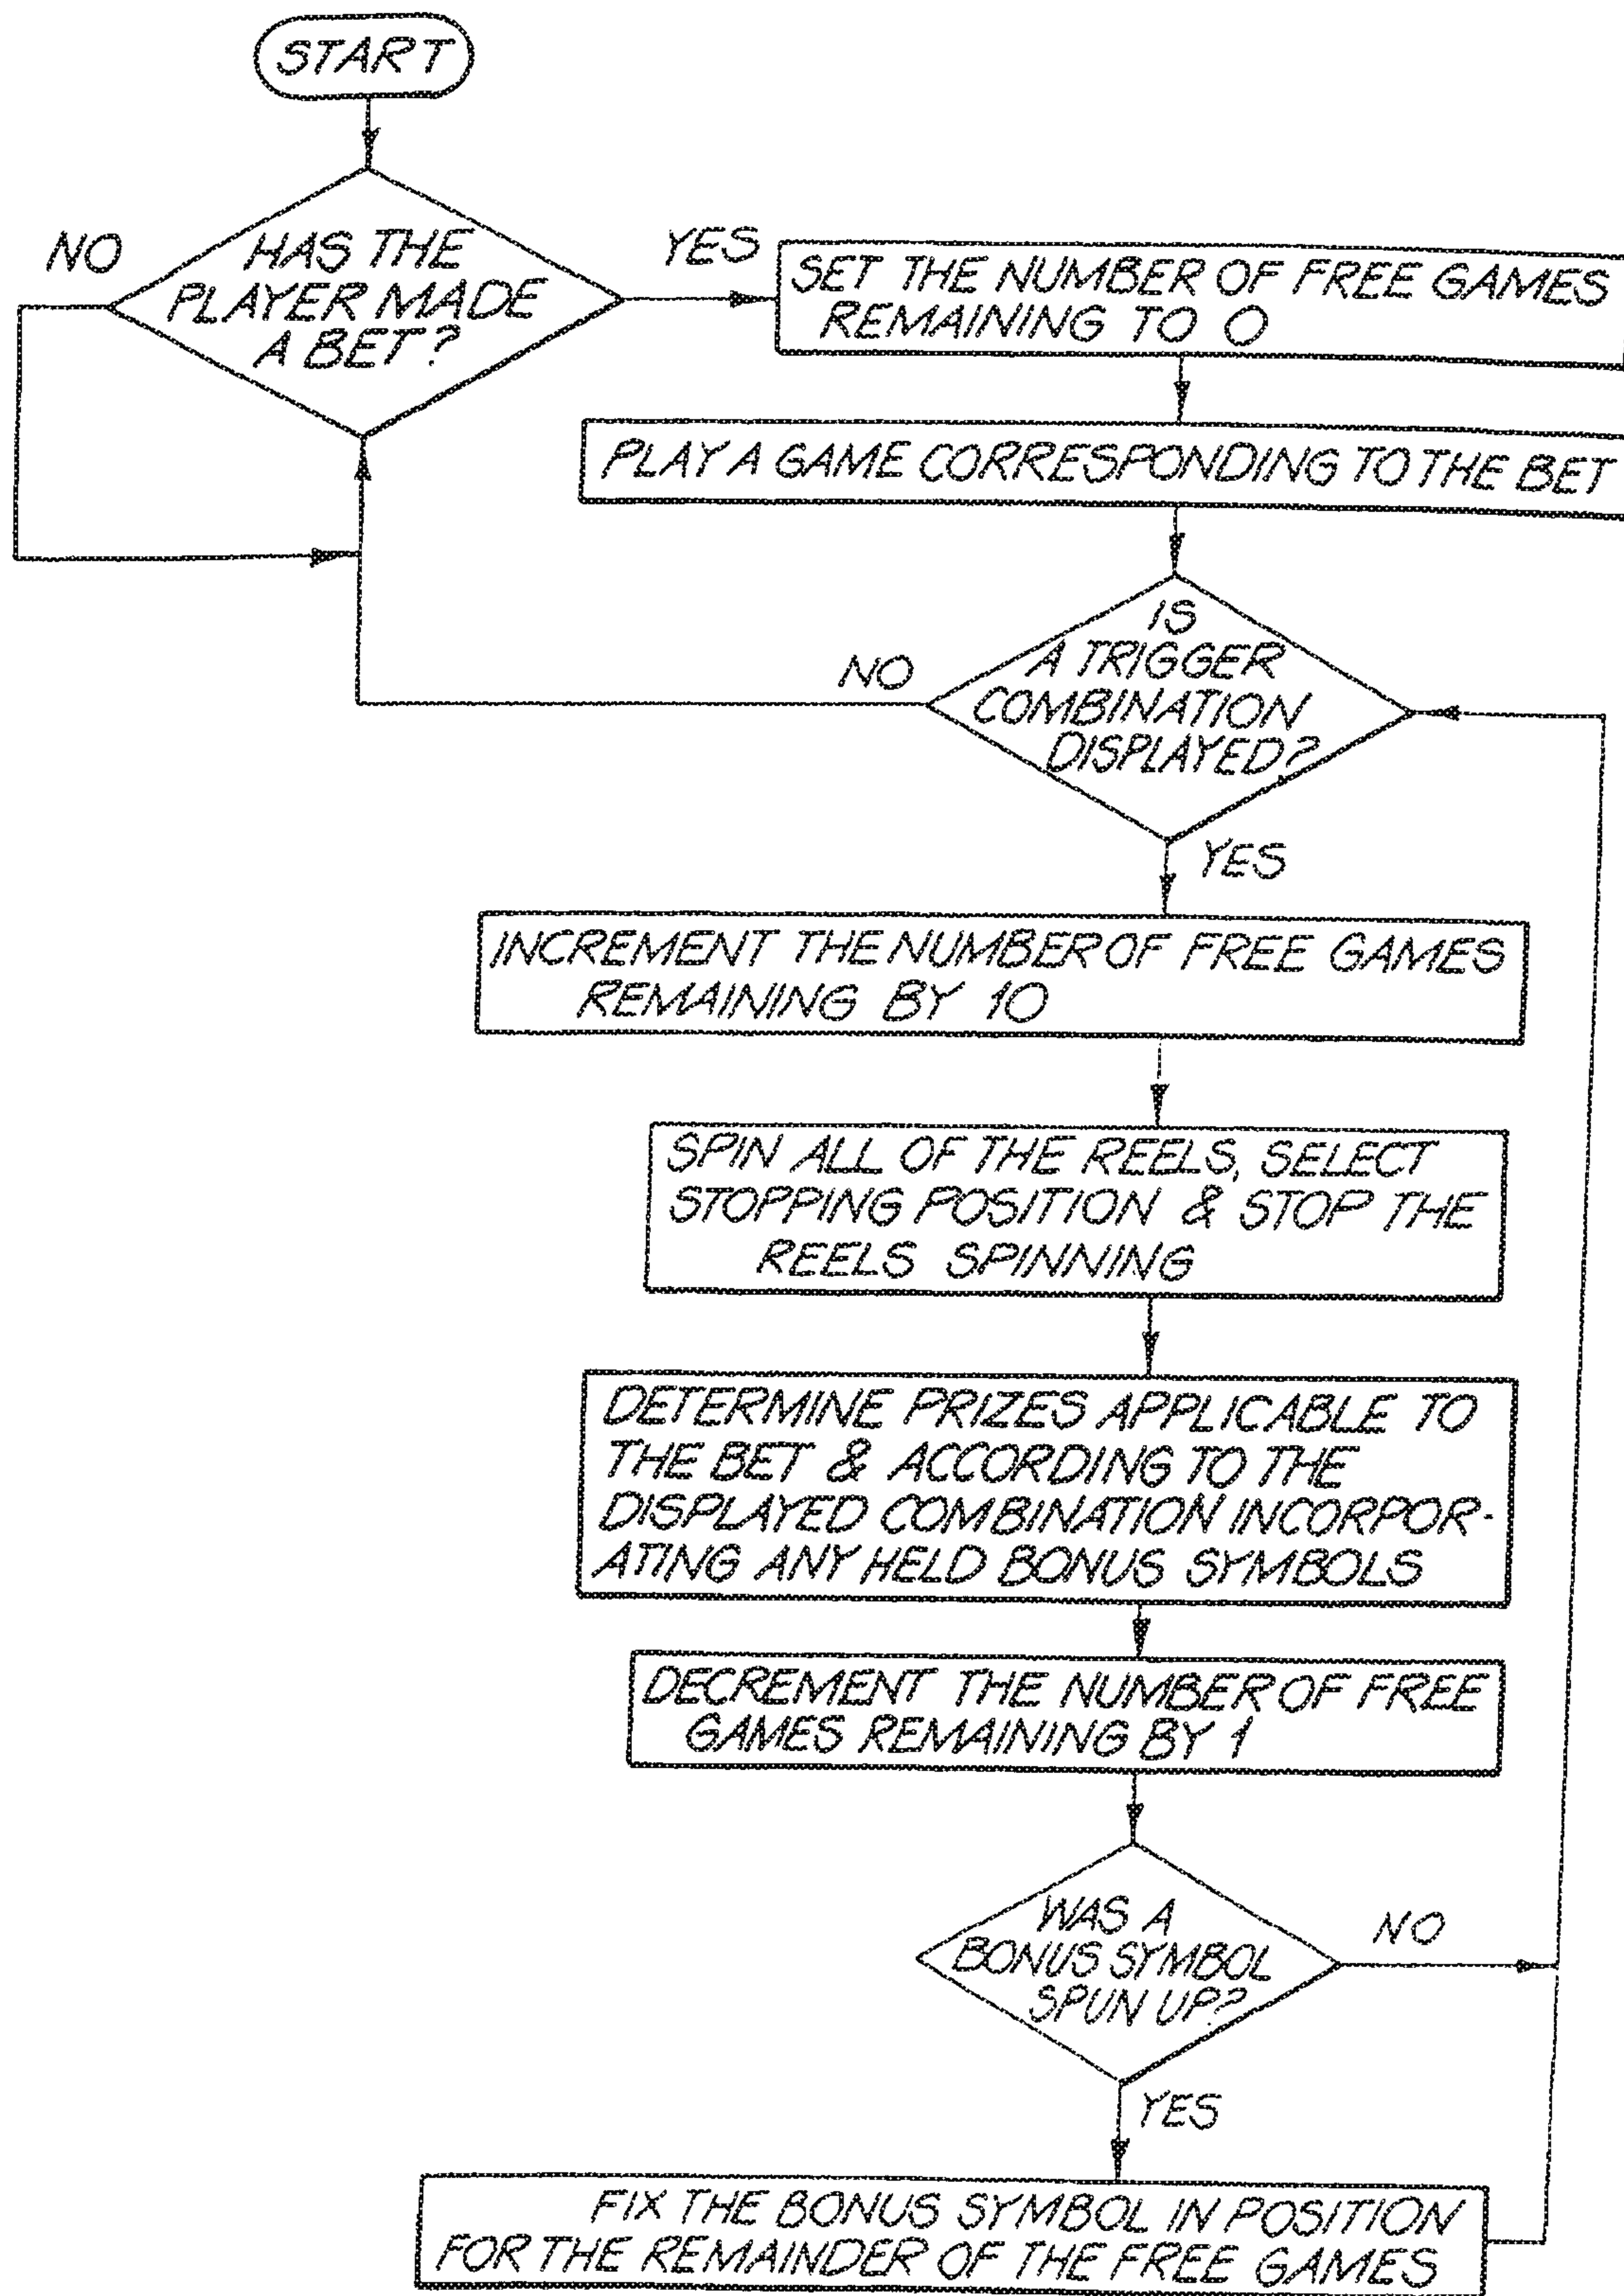 START
NO
HAS THE
PLAYER MADE
A BET?
YES
SET THE NUMBER OF FREE GAMES
REMAINING TO 0
PLAY A GAME CORRESPONDING TO THE BET
NO
IS
A TRIGGER
COMBINATION
DISPLAYED?
YES
INCREMENT THE NUMBER OF FREE GAMES
REMAINING BY 10
SPIN ALL OF THE REELS, SELECT
STOPPING POSITION & STOP THE
REELS SPINNING
DETERMINE PRIZES APPLICABLE TO
THE BET & ACCORDING TO THE
DISPLAYED COMBINATION INCORPOR-
ATING ANY HELD BONUS SYMBOLS
DECREMENT THE NUMBER OF FREE
GAMES REMAINING BY 1
WAS A
BONUS SYMBOL
SPUN UP?
NO
YES
FIX THE BONUS SYMBOL IN POSITION
FOR THE REMAINDER OF THE FREE GAMES